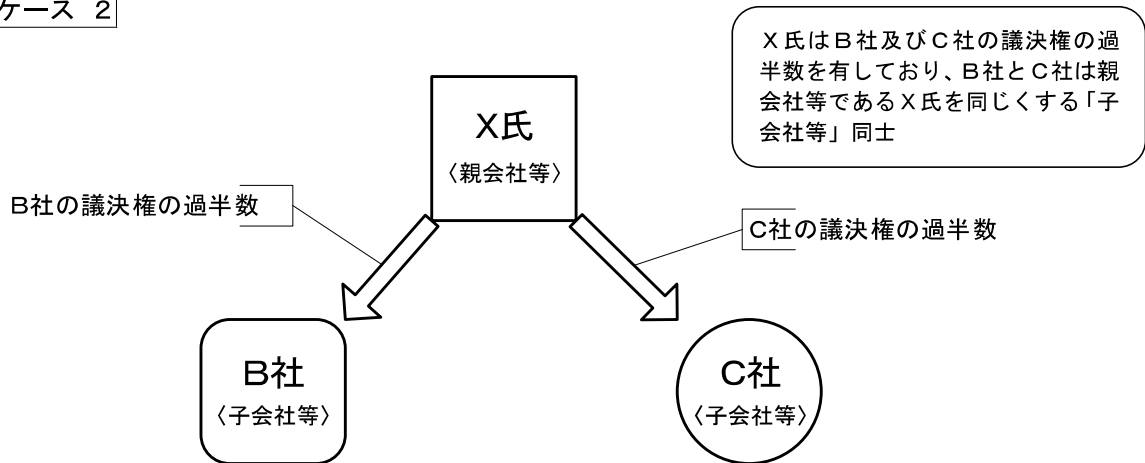 ケース 2
X氏はB社及びC社の議決権の過
半数を有しており、B社とC社は親
会社等であるX氏を同じくする「子
会社等」同士
X氏
〈親会社等〉
B社の議決権の過半数
C社の議決権の過半数
B社
〈子会社等〉
C社
〈子会社等〉